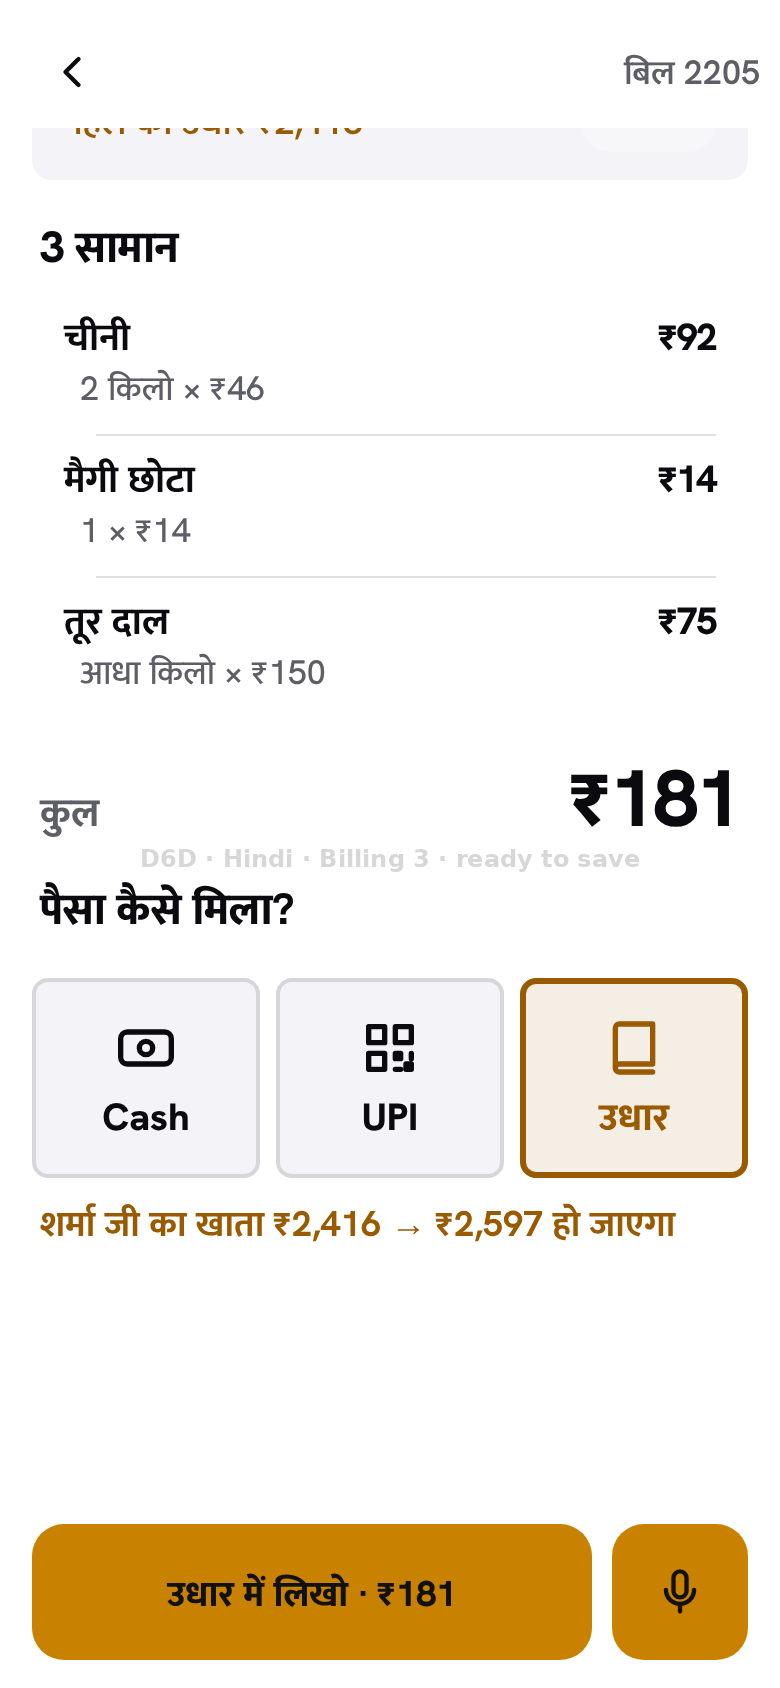 बिल 2205
3 सामान
चीनी ₹92
2 किलो × ₹46
मैगी छोटा ₹14
1 × ₹14
तूर दाल ₹75
आधा किलो × ₹150
कुल ₹181
D6D · Hindi · Billing 3 · ready to save
पैसा कैसे मिला?
Cash UPI उधार
शर्मा जी का खाता ₹2,416 → ₹2,597 हो जाएगा
उधार में लिखो · ₹181